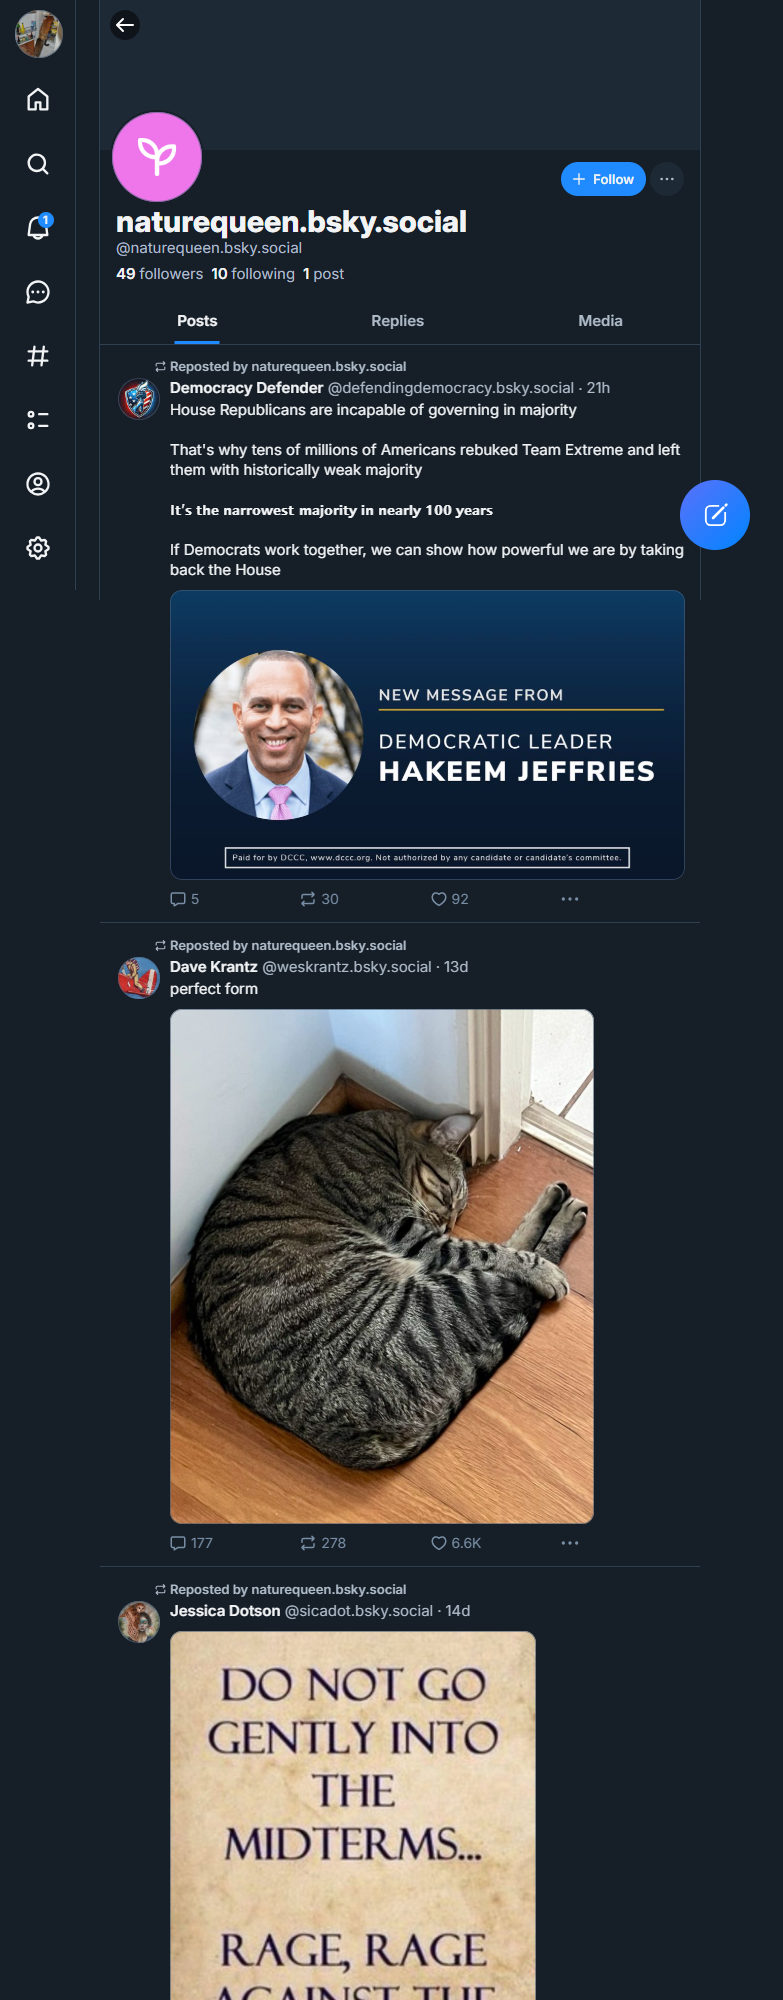 1
+ Follow
naturequeen.bsky.social
@naturequeen.bsky.social
49 followers 10 following 1 post
Posts Replies Media
Reposted by naturequeen.bsky.social
Democracy Defender @defendingdemocracy.bsky.social · 21h
House Republicans are incapable of governing in majority
That's why tens of millions of Americans rebuked Team Extreme and left
them with historically weak majority
It's the narrowest majority in nearly 100 years
If Democrats work together, we can show how powerful we are by taking
back the House
NEW MESSAGE FROM
DEMOCRATIC LEADER
HAKEEM JEFFRIES
Paid for by DCCC, www.dccc.org. Not authorized by any candidate or candidate's committee.
5 30 92
Reposted by naturequeen.bsky.social
Dave Krantz @weskrantz.bsky.social · 13d
perfect form
177 278 6.6K
Reposted by naturequeen.bsky.social
Jessica Dotson @sicadot.bsky.social · 14d
DO NOT GO
GENTLY INTO
THE
MIDTERMS...
RAGE, RAGE
AGAINST THE